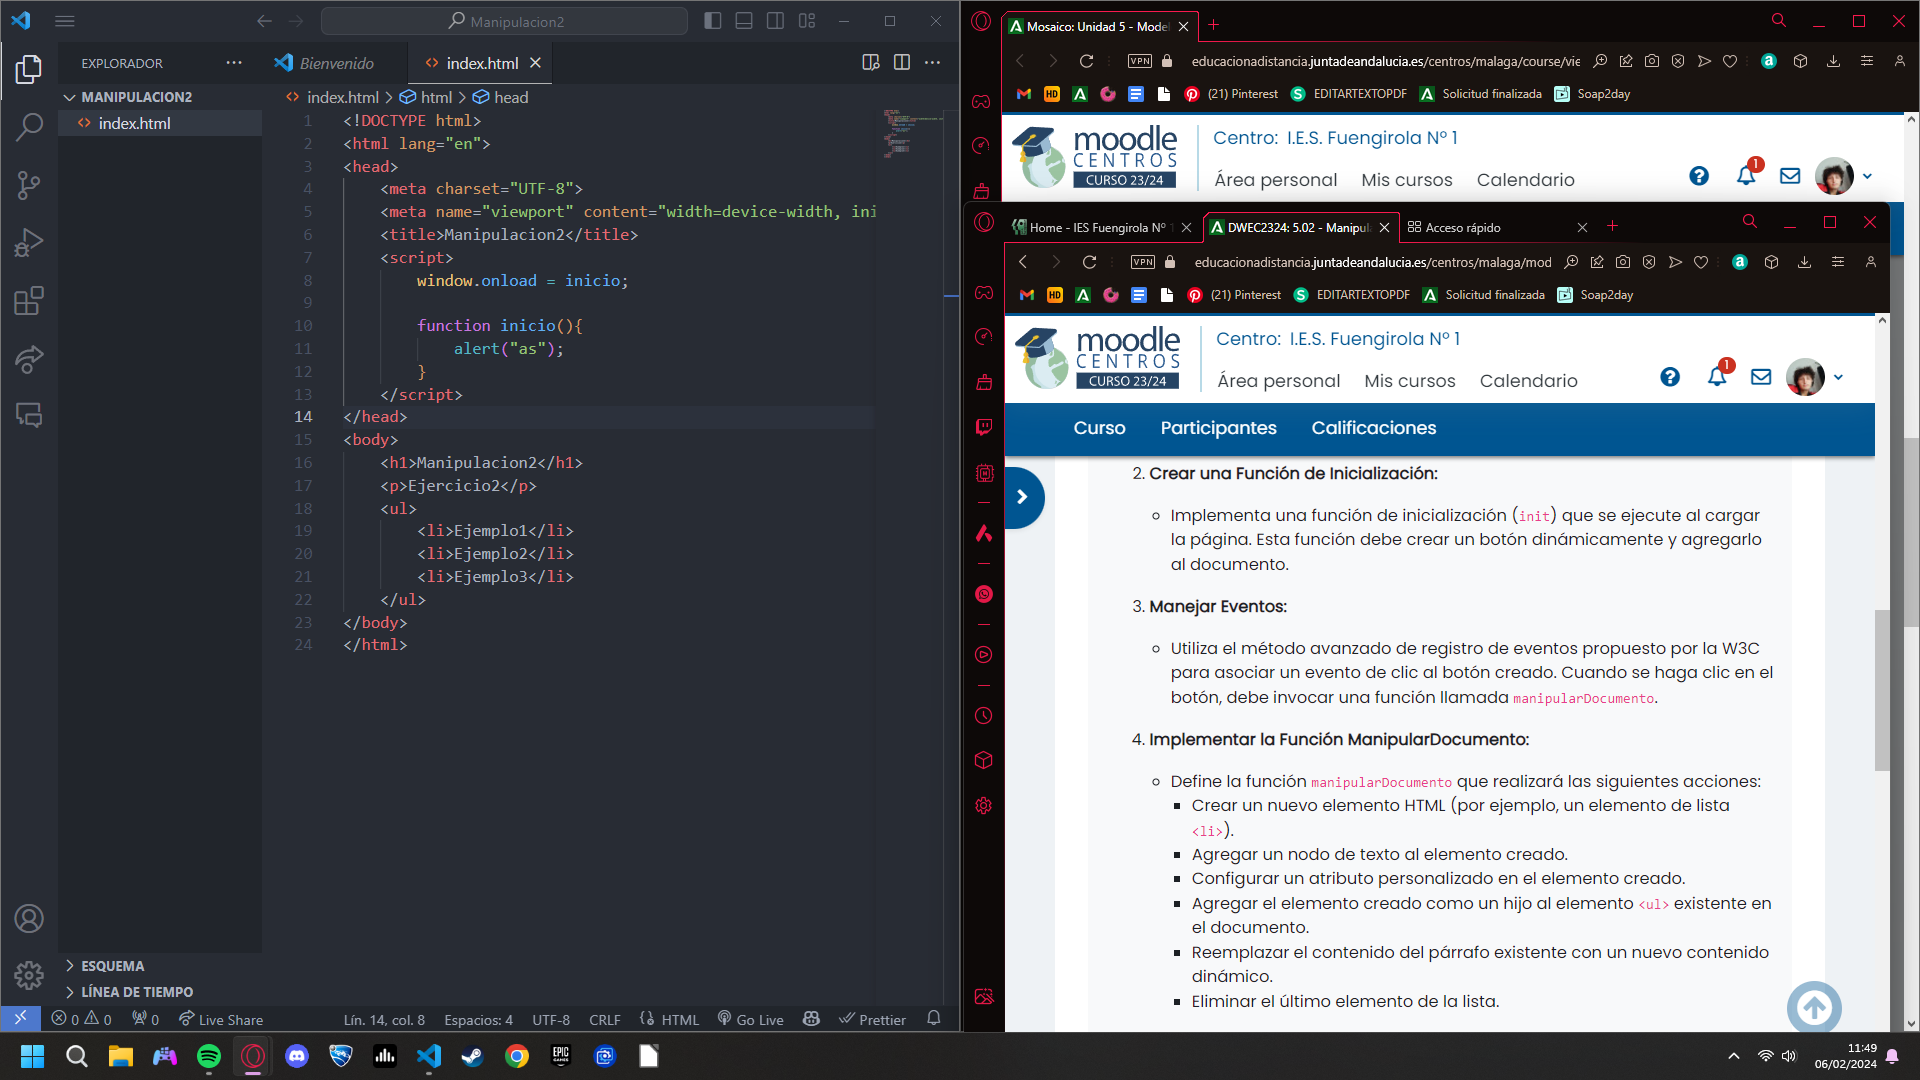 Manipulacion2
EXPLORADOR
Bienvenido
index.html
MANIPULACION2
index.html
index.html > html > head
1 <!DOCTYPE html>
2 <html lang="en">
3 <head>
4 <meta charset="UTF-8">
5 <meta name="viewport" content="width=device-width, ini
6 <title>Manipulacion2</title>
7 <script>
8 window.onload = inicio;
9
10 function inicio(){
11 alert("as");
12 }
13 </script>
14 </head>
15 <body>
16 <h1>Manipulacion2</h1>
17 <p>Ejercicio2</p>
18 <ul>
19 <li>Ejemplo1</li>
20 <li>Ejemplo2</li>
21 <li>Ejemplo3</li>
22 </ul>
23 </body>
24 </html>
ESQUEMA
LÍNEA DE TIEMPO
0 0 0 Live Share Lín. 14, col. 8 Espacios: 4 UTF-8 CRLF HTML Go Live Prettier
Mosaico: Unidad 5 - Model
VPN educacionadistancia.juntadeandalucia.es/centros/malaga/course/vie
HD (21) Pinterest EDITARTEXTOPDF Solicitud finalizada Soap2day
moodle
CENTROS
CURSO 23/24
Centro: I.E.S. Fuengirola Nº 1
Área personal Mis cursos Calendario
1
Home - IES Fuengirola Nº 1
DWEC2324: 5.02 - Manipul
Acceso rápido
VPN educacionadistancia.juntadeandalucia.es/centros/malaga/mod
HD (21) Pinterest EDITARTEXTOPDF Solicitud finalizada Soap2day
moodle
CENTROS
CURSO 23/24
Centro: I.E.S. Fuengirola Nº 1
Área personal Mis cursos Calendario
1
Curso Participantes Calificaciones
2. Crear una Función de Inicialización:
Implementa una función de inicialización (init) que se ejecute al cargar
la página. Esta función debe crear un botón dinámicamente y agregarlo
al documento.
3. Manejar Eventos:
Utiliza el método avanzado de registro de eventos propuesto por la W3C
para asociar un evento de clic al botón creado. Cuando se haga clic en el
botón, debe invocar una función llamada manipularDocumento.
4. Implementar la Función ManipularDocumento:
Define la función manipularDocumento que realizará las siguientes acciones:
Crear un nuevo elemento HTML (por ejemplo, un elemento de lista
<li>).
Agregar un nodo de texto al elemento creado.
Configurar un atributo personalizado en el elemento creado.
Agregar el elemento creado como un hijo al elemento <ul> existente en
el documento.
Reemplazar el contenido del párrafo existente con un nuevo contenido
dinámico.
Eliminar el último elemento de la lista.
EPIC
GAMES
11:49
06/02/2024